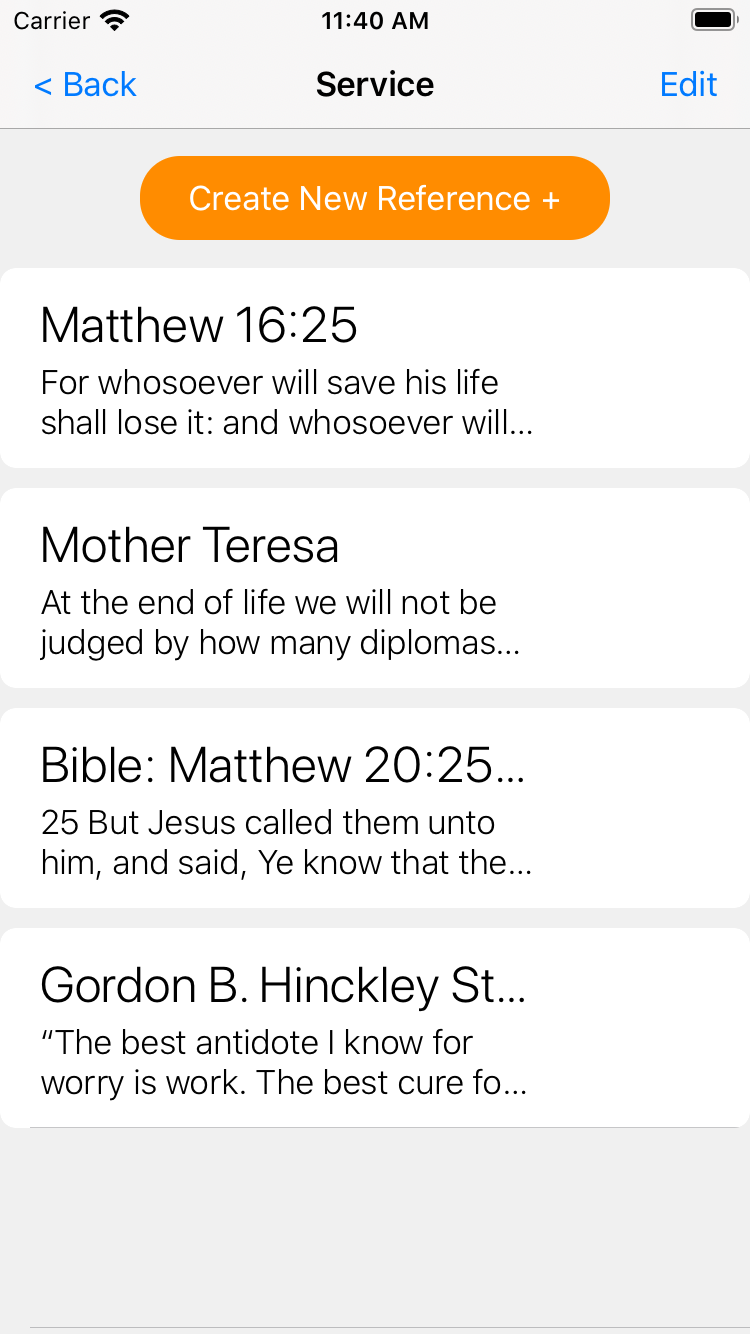 Carrier 11:40 AM
< Back Service Edit
Create New Reference +
Matthew 16:25
For whosoever will save his life
shall lose it: and whosoever will...
Mother Teresa
At the end of life we will not be
judged by how many diplomas...
Bible: Matthew 20:25...
25 But Jesus called them unto
him, and said, Ye know that the...
Gordon B. Hinckley St...
“The best antidote I know for
worry is work. The best cure fo...